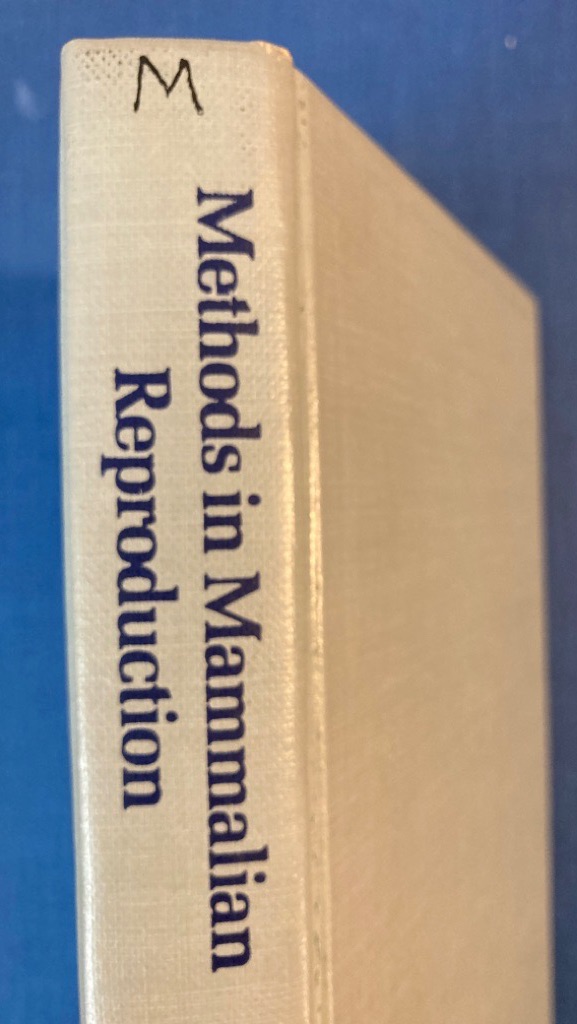 M
Methods in Mammalian
Reproduction